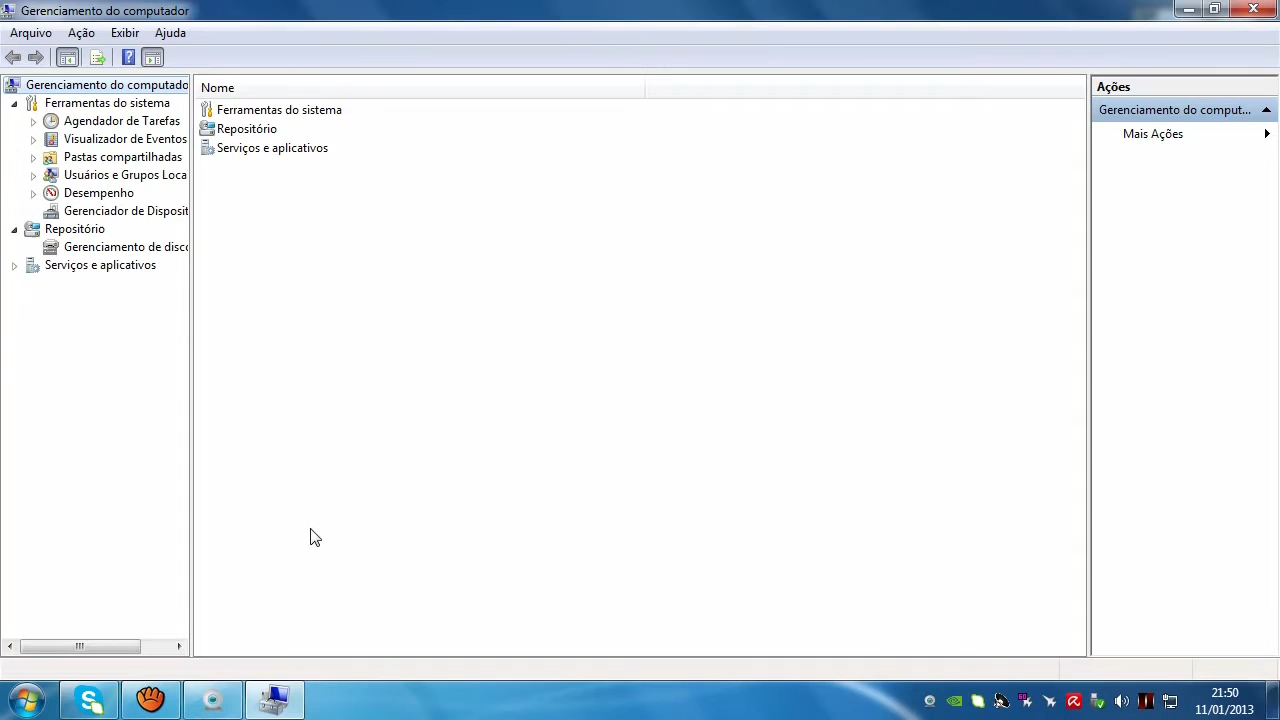 Gerenciamento do computador
Arquivo Ação Exibir Ajuda
Gerenciamento do computado
Ferramentas do sistema
Agendador de Tarefas
Visualizador de Eventos
Pastas compartilhadas
Usuários e Grupos Loca
Desempenho
Gerenciador de Disposit
Repositório
Gerenciamento de disco
Serviços e aplicativos
Nome
Ferramentas do sistema
Repositório
Serviços e aplicativos
Ações
Gerenciamento do comput...
Mais Ações
21:50
11/01/2013